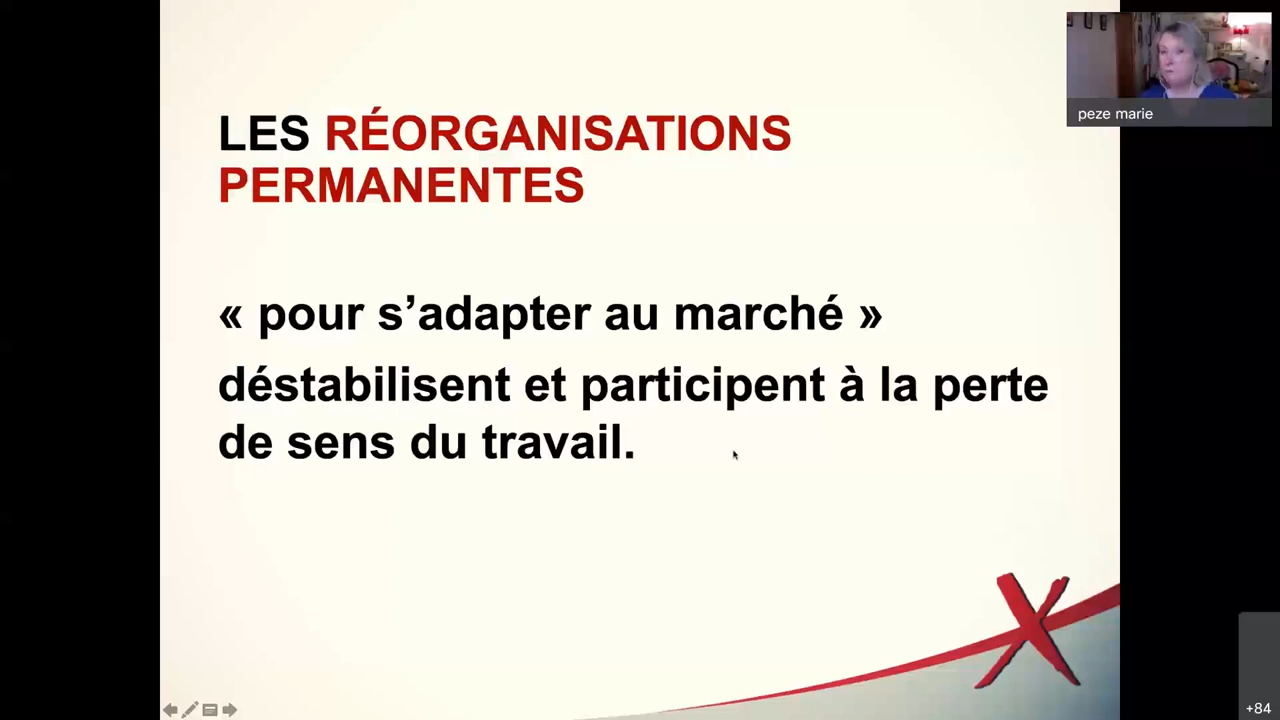 LES RÉORGANISATIONS
PERMANENTES
« pour s’adapter au marché »
déstabilisent et participent à la perte
de sens du travail.
peze marie
+84